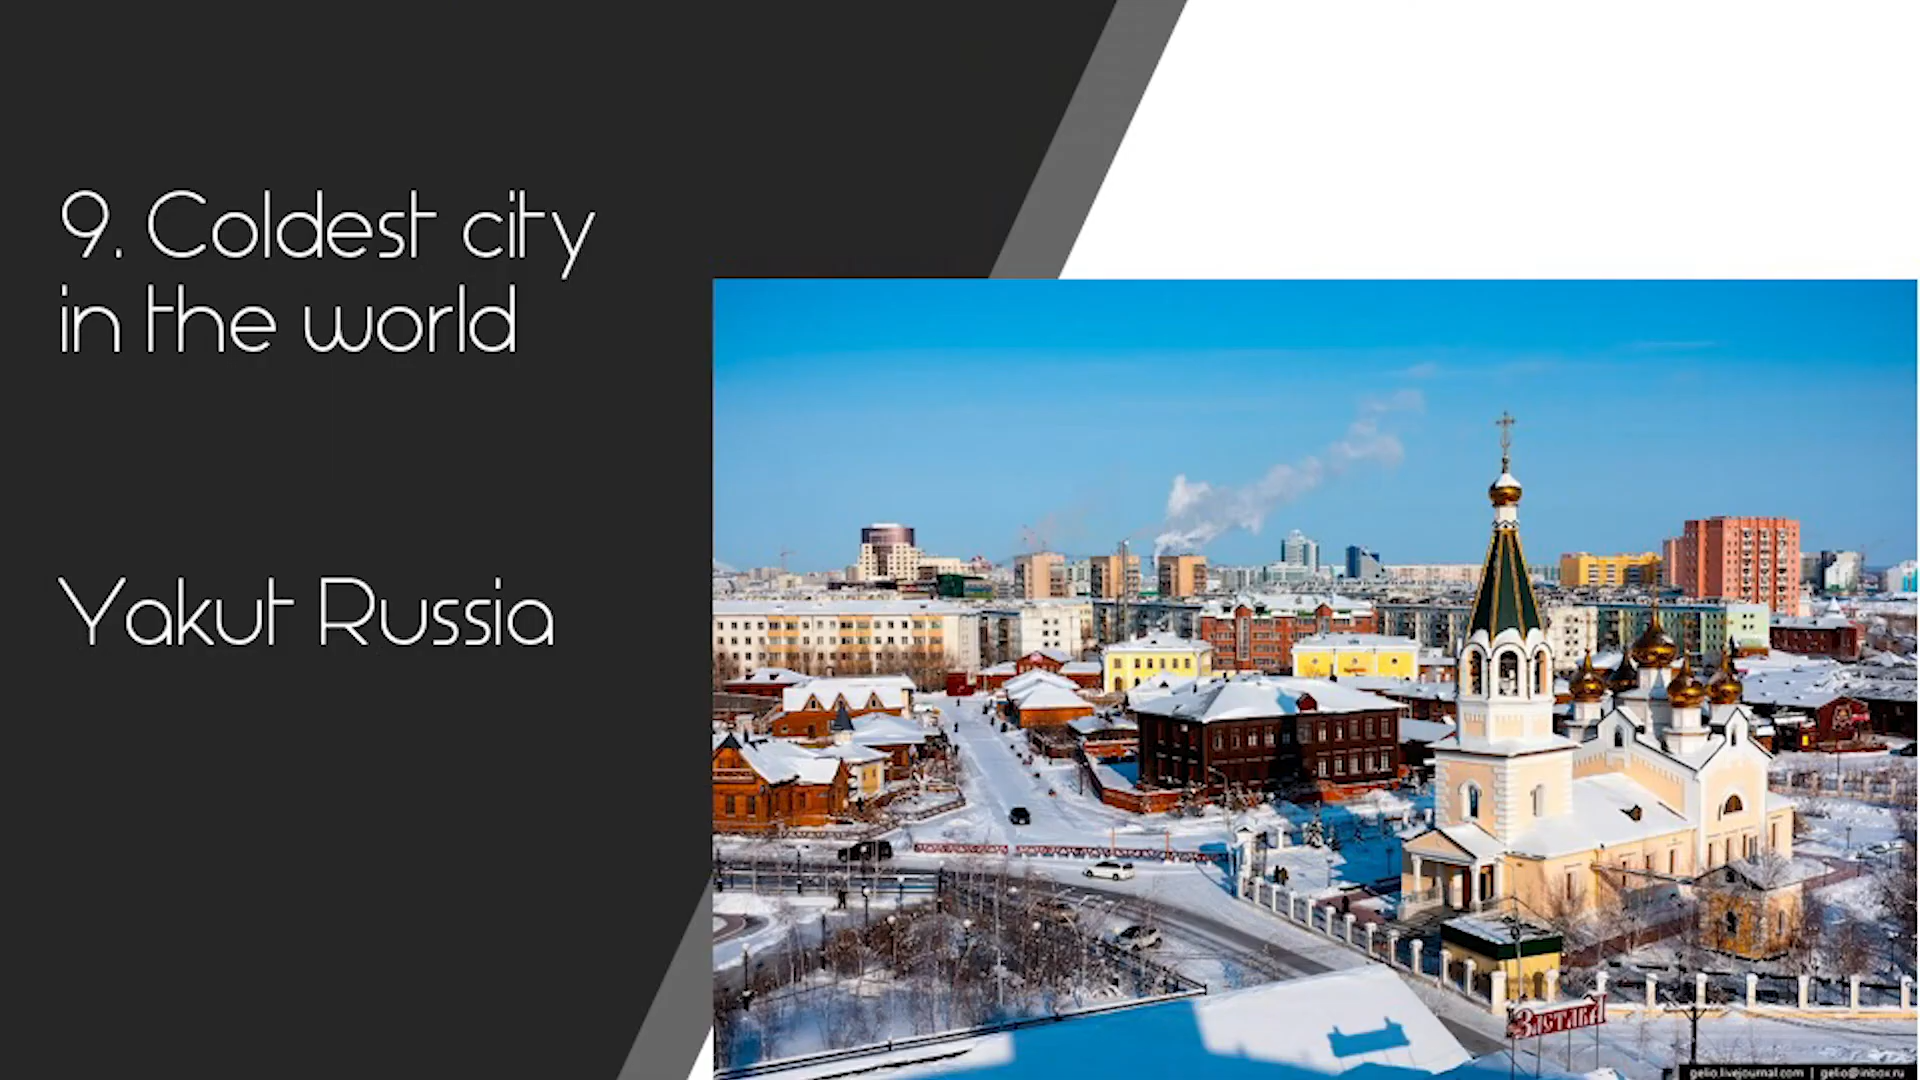 9. Coldest city
in the world
Yakut Russia
ЗАСТАВА
gelio.livejournal.com | gelio@inbox.ru